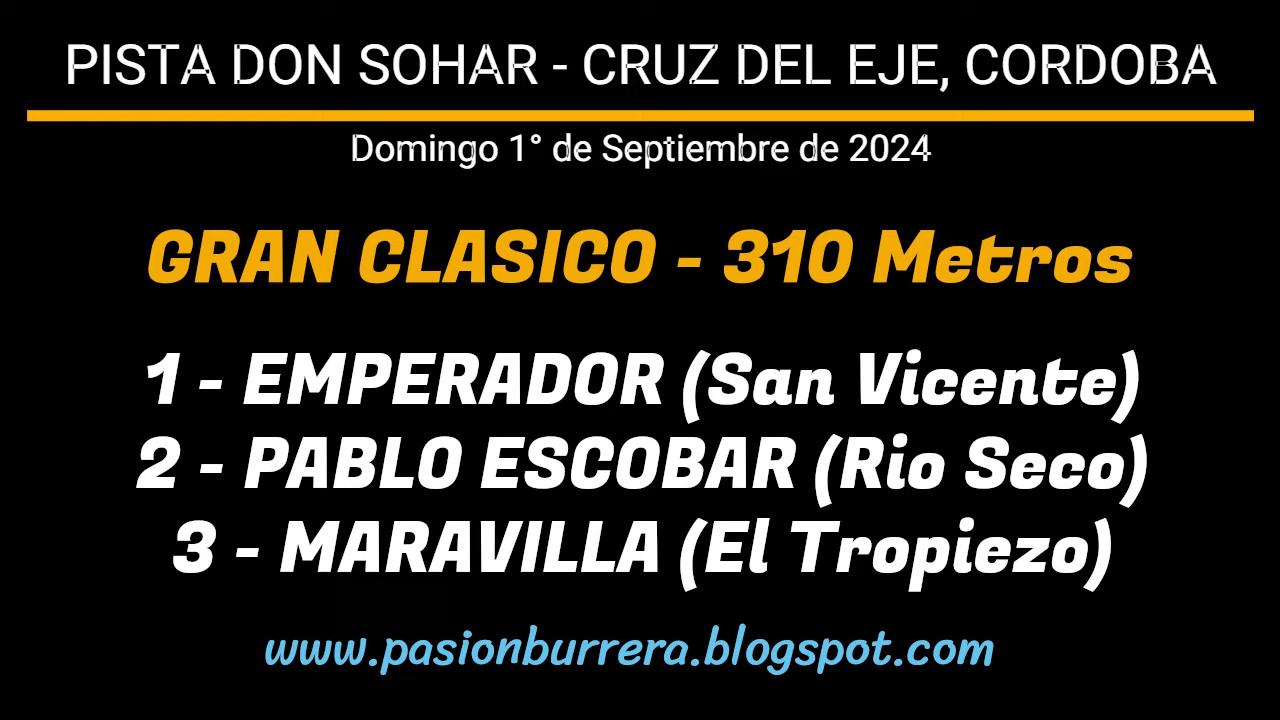 PISTA DON SOHAR - CRUZ DEL EJE, CORDOBA
Domingo 1° de Septiembre de 2024
GRAN CLASICO - 310 Metros
1 - EMPERADOR (San Vicente)
2 - PABLO ESCOBAR (Rio Seco)
3 - MARAVILLA (El Tropiezo)
www.pasionburrera.blogspot.com